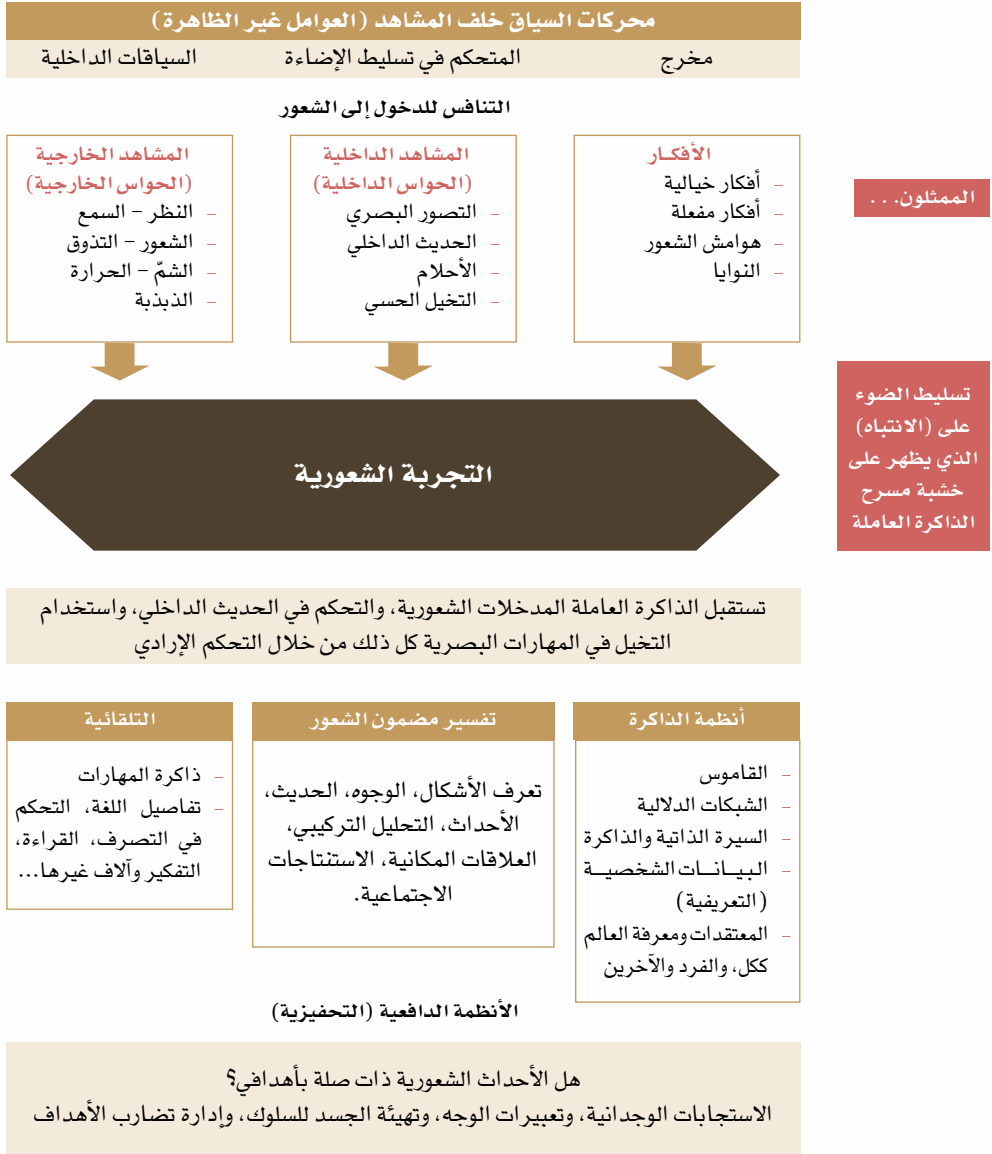 محركات السياق خلف المشاهد (العوامل غير الظاهرة)
مخرج
المتحكم في تسليط الإضاءة
السياقات الداخلية
التنافس للدخول إلى الشعور
الممثلون...
الأفكـار
– أفكار خيالية
– أفكار مفعلة
– هوامش الشعور
– النوايا
المشاهد الداخلية
(الحواس الداخلية)
– التصور البصري
– الحديث الداخلي
– الأحلام
– التخيل الحسي
المشاهد الخارجية
(الحواس الخارجية)
– النظر – السمع
– الشعور – التذوق
– الشمّ – الحرارة
– الذبذبة
تسليط الضوء
على (الانتباه)
الذي يظهر على
خشبة مسرح
الذاكرة العاملة
التجربة الشعورية
تستقبل الذاكرة العاملة المدخلات الشعورية، والتحكم في الحديث الداخلي، واستخدام
التخيل في المهارات البصرية كل ذلك من خلال التحكم الإرادي
أنظمة الذاكرة
– القاموس
– الشبكات الدلالية
– السيرة الذاتية والذاكرة
– البيـــانـــات الشخصيـــة
(التعريفية)
– المعتقدات ومعرفة العالم
ككل، والفرد والآخرين
تفسير مضمون الشعور
تعرف الأشكال، الوجوه، الحديث،
الأحداث، التحليل التركيبي،
العلاقات المكانية، الاستنتاجات
الاجتماعية.
التلقائية
– ذاكرة المهارات
– تفاصيل اللغة، التحكم
في التصرف، القراءة،
التفكير وآلاف غيرها...
الأنظمة الدافعية (التحفيزية)
هل الأحداث الشعورية ذات صلة بأهدافي؟
الاستجابات الوجدانية، وتعبيرات الوجه، وتهيئة الجسد للسلوك، وإدارة تضارب الأهداف